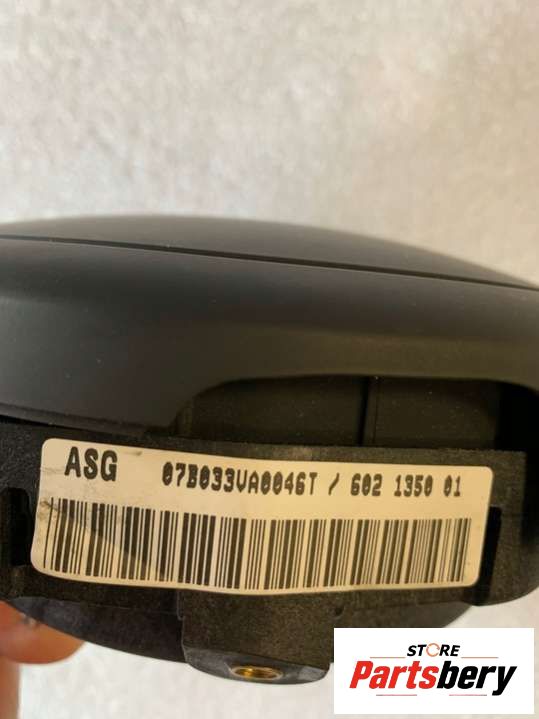 ASG 07B033VA0046T / 602 1350 01
STORE
Partsbery